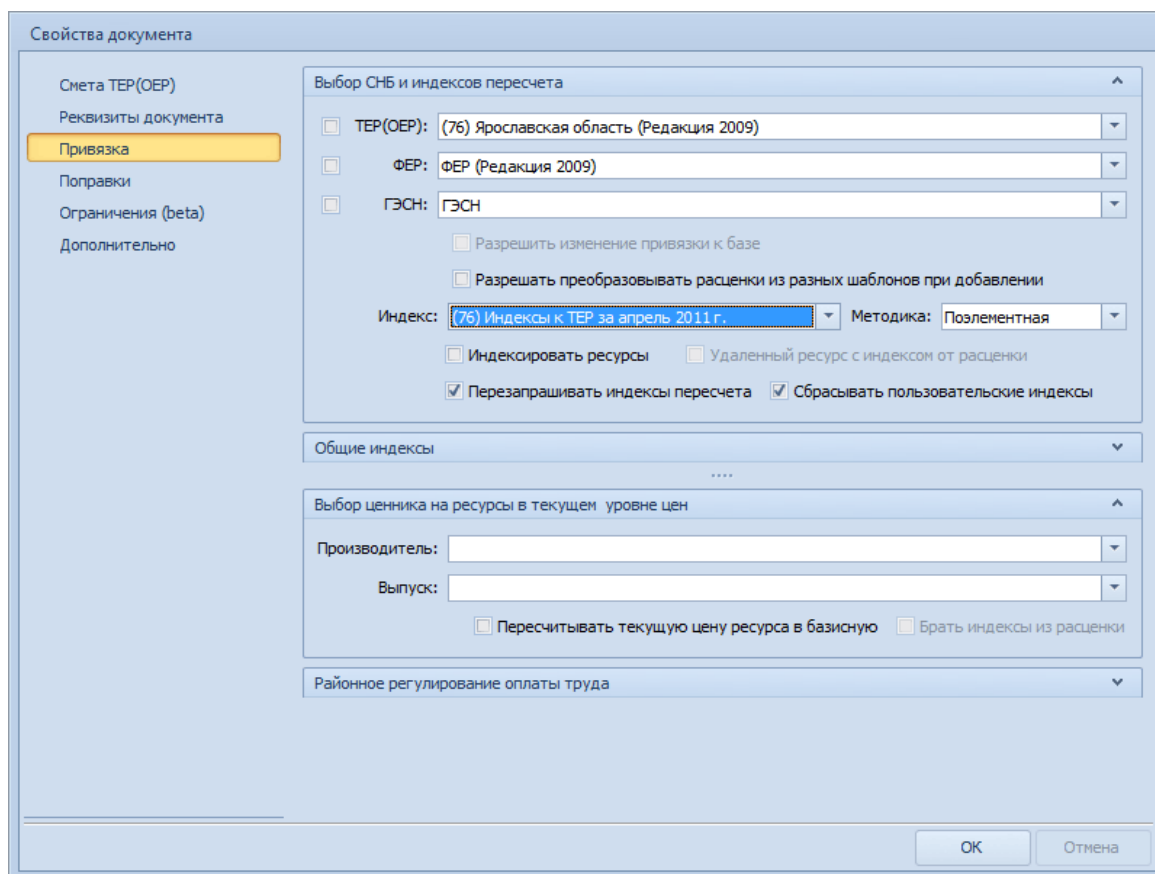 Свойства документа
Смета ТЕР(ОЕР)
Реквизиты документа
Привязка
Поправки
Ограничения (beta)
Дополнительно
Выбор СНБ и индексов пересчета
ТЕР(ОЕР): (76) Ярославская область (Редакция 2009)
ФЕР: ФЕР (Редакция 2009)
ГЭСН: ГЭСН
Разрешить изменение привязки к базе
Разрешать преобразовывать расценки из разных шаблонов при добавлении
Индекс: (76) Индексы к ТЕР за апрель 2011 г. Методика: Поэлементная
Индексировать ресурсы Удаленный ресурс с индексом от расценки
Перезапрашивать индексы пересчета Сбрасывать пользовательские индексы
Общие индексы
Выбор ценника на ресурсы в текущем уровне цен
Производитель:
Выпуск:
Пересчитывать текущую цену ресурса в базисную Брать индексы из расценки
Районное регулирование оплаты труда
ОК Отмена